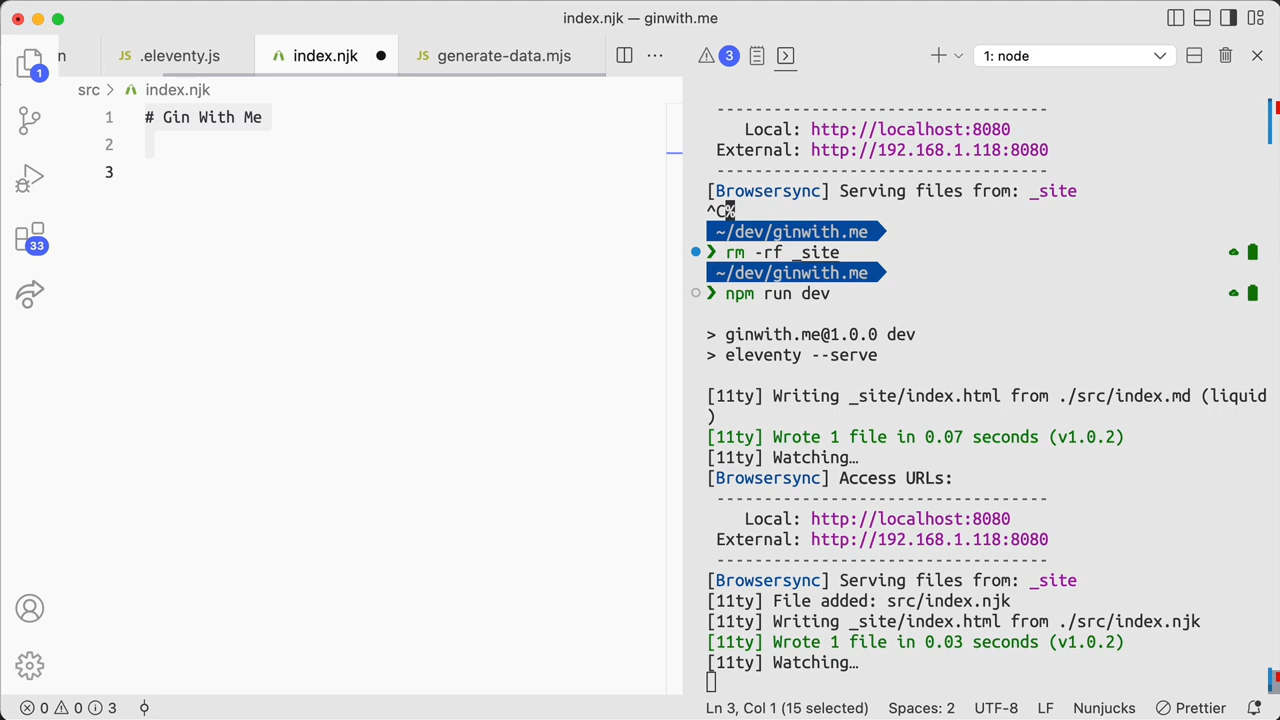 index.njk — ginwith.me
n
JS .eleventy.js
index.njk
JS generate-data.mjs
3
1: node
1
33
src > index.njk
1 # Gin With Me
2
3
-----------------------------------
Local: http://localhost:8080
External: http://192.168.1.118:8080
-----------------------------------
[Browsersync] Serving files from: _site
^C%
~/dev/ginwith.me
❯ rm -rf _site
~/dev/ginwith.me
❯ npm run dev
> ginwith.me@1.0.0 dev
> eleventy --serve
[11ty] Writing _site/index.html from ./src/index.md (liquid
)
[11ty] Wrote 1 file in 0.07 seconds (v1.0.2)
[11ty] Watching…
[Browsersync] Access URLs:
-----------------------------------
Local: http://localhost:8080
External: http://192.168.1.118:8080
-----------------------------------
[Browsersync] Serving files from: _site
[11ty] File added: src/index.njk
[11ty] Writing _site/index.html from ./src/index.njk
[11ty] Wrote 1 file in 0.03 seconds (v1.0.2)
[11ty] Watching…
0 0 3
Ln 3, Col 1 (15 selected) Spaces: 2 UTF-8 LF Nunjucks Prettier